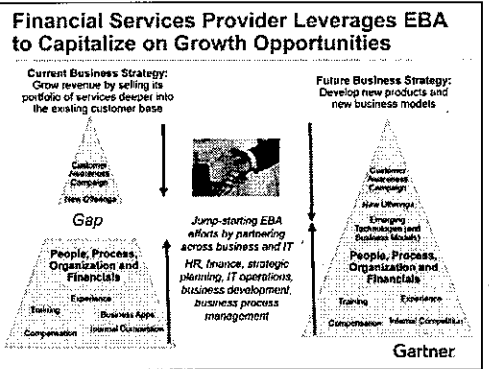 Financial Services Provider Leverages EBA
to Capitalize on Growth Opportunities
Current Business Strategy:
Grow revenue by selling its
portfolio of services deeper into
the existing customer base
Customer
Awareness
Campaign
New Offerings
Gap
People, Process,
Organization and
Financials
Experience
Training
Business Apps
Compensation
Internal Competition
Jump-starting EBA
efforts by partnering
across business and IT
HR, finance, strategic
planning, IT operations,
business development,
business process
management
Future Business Strategy:
Develop new products and
new business models
Customer
Awareness
Campaign
New Offerings
Emerging
Technologies (and
Business Models)
People, Process,
Organization and
Financials
Training
Experience
Compensation
Internal Competition
Gartner